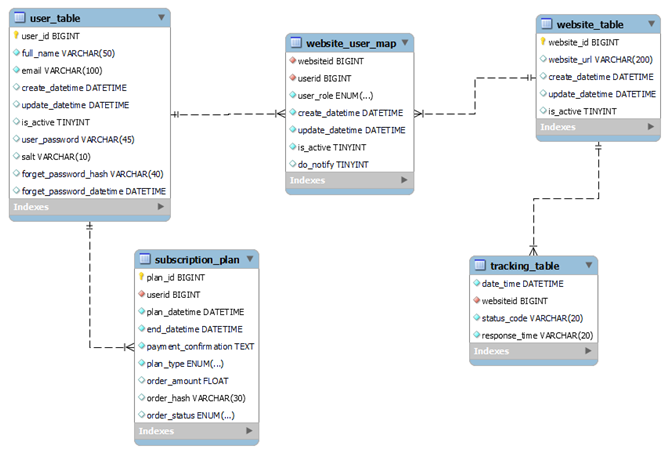 user_table
user_id BIGINT
full_name VARCHAR(50)
email VARCHAR(100)
create_datetime DATETIME
update_datetime DATETIME
is_active TINYINT
user_password VARCHAR(45)
salt VARCHAR(10)
forget_password_hash VARCHAR(40)
forget_password_datetime DATETIME
Indexes
website_user_map
websiteid BIGINT
userid BIGINT
user_role ENUM(...)
create_datetime DATETIME
update_datetime DATETIME
is_active TINYINT
do_notify TINYINT
Indexes
website_table
website_id BIGINT
website_url VARCHAR(200)
create_datetime DATETIME
update_datetime DATETIME
is_active TINYINT
Indexes
subscription_plan
plan_id BIGINT
userid BIGINT
plan_datetime DATETIME
end_datetime DATETIME
payment_confirmation TEXT
plan_type ENUM(...)
order_amount FLOAT
order_hash VARCHAR(30)
order_status ENUM(...)
Indexes
tracking_table
date_time DATETIME
websiteid BIGINT
status_code VARCHAR(20)
response_time VARCHAR(20)
Indexes